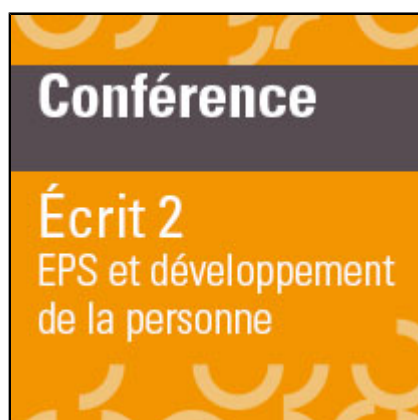 Conférence
Écrit 2
EPS et développement
de la personne